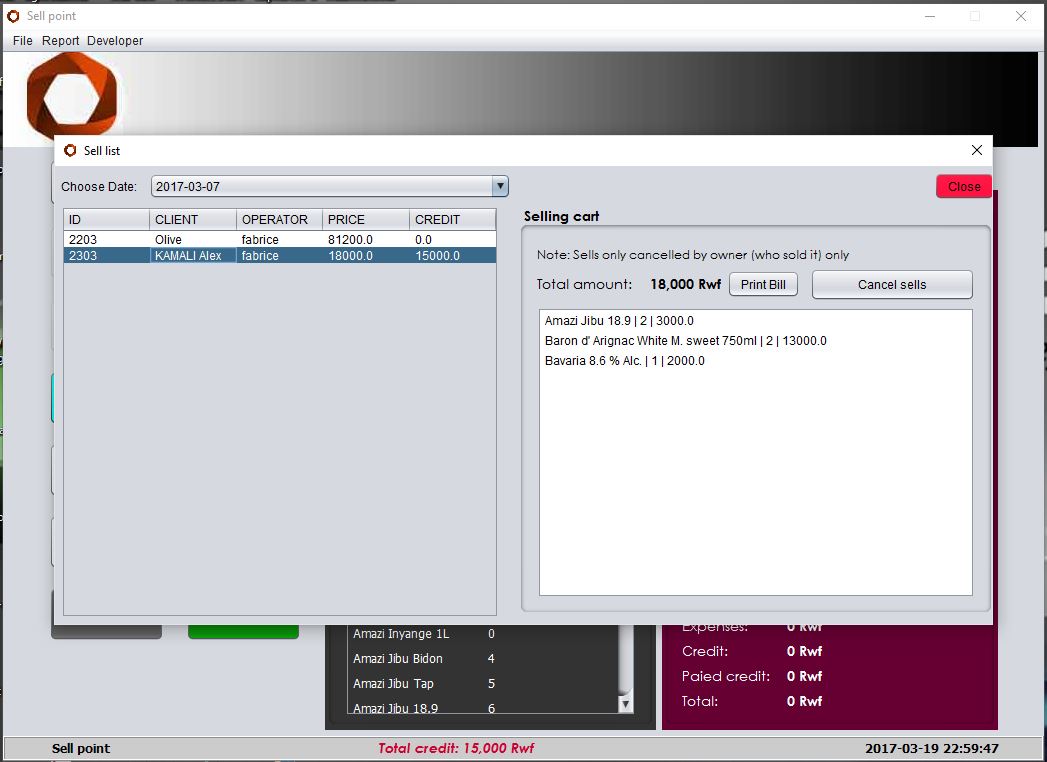 Sell point
File Report Developer
Sell list
Choose Date: 2017-03-07
Close
ID CLIENT OPERATOR PRICE CREDIT
2203 Olive fabrice 81200.0 0.0
2303 KAMALI Alex fabrice 18000.0 15000.0
Selling cart
Note: Sells only cancelled by owner (who sold it) only
Total amount: 18,000 Rwf Print Bill Cancel sells
Amazi Jibu 18.9 | 2 | 3000.0
Baron d' Arignac White M. sweet 750ml | 2 | 13000.0
Bavaria 8.6 % Alc. | 1 | 2000.0
Amazi Inyange 1L 0
Amazi Jibu Bidon 4
Amazi Jibu Tap 5
Amazi Jibu 18.9 6
Expenses: 0 Rwf
Credit: 0 Rwf
Paied credit: 0 Rwf
Total: 0 Rwf
Sell point Total credit: 15,000 Rwf 2017-03-19 22:59:47